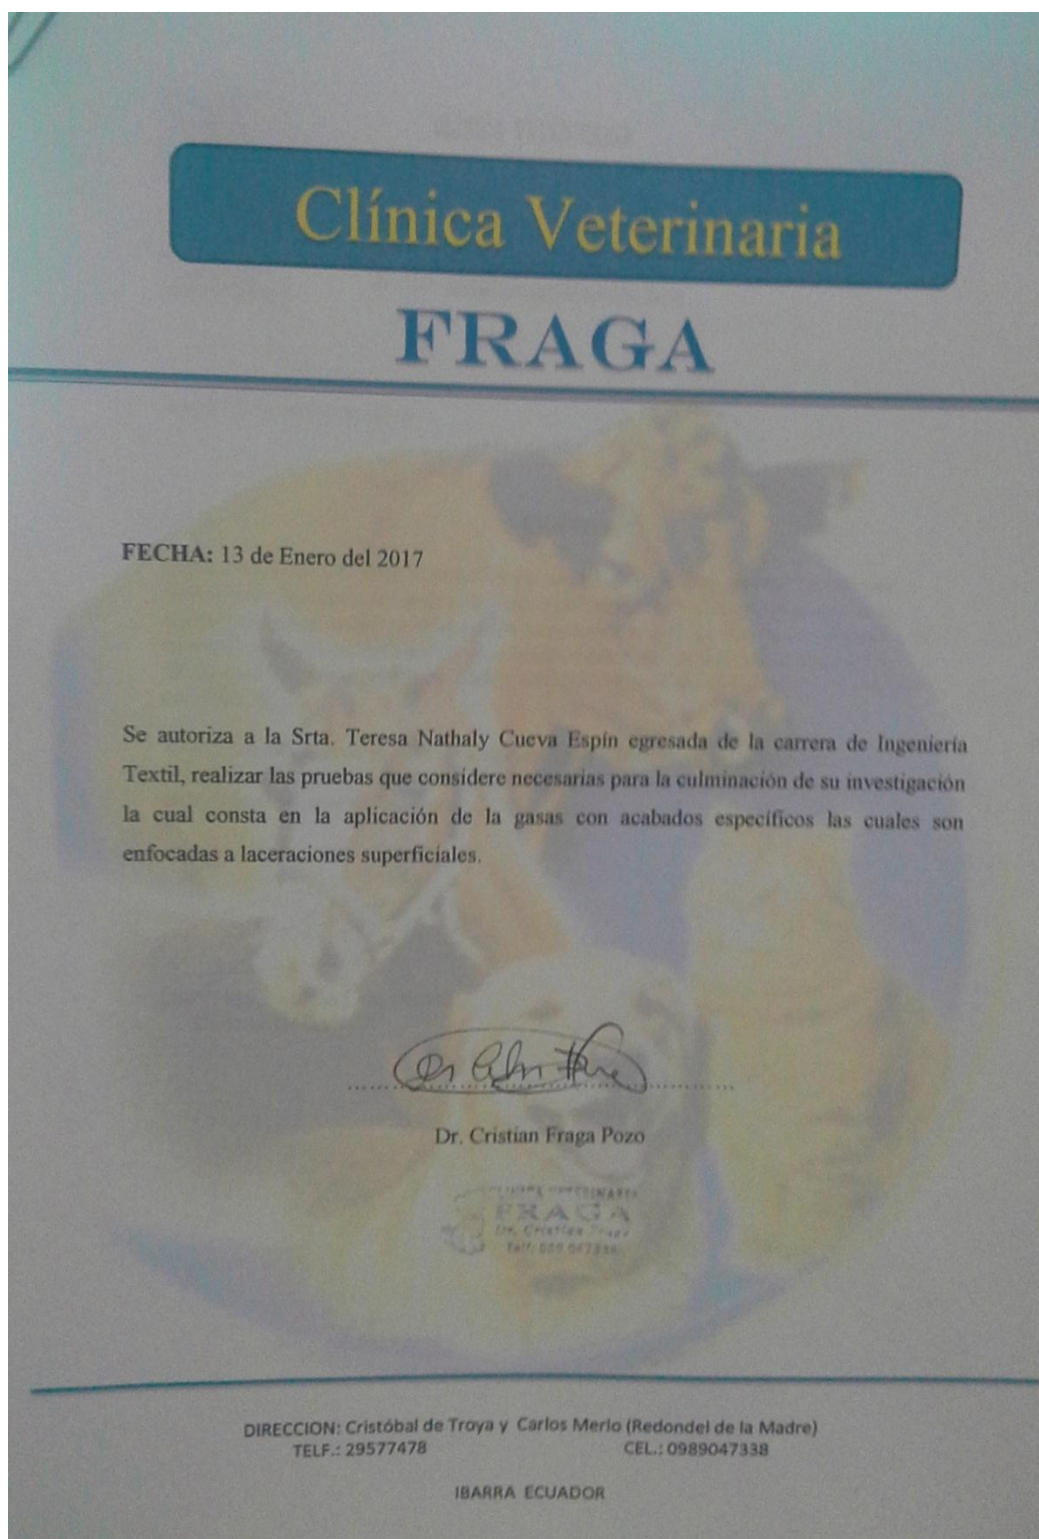 Clínica Veterinaria
FRAGA
FECHA: 13 de Enero del 2017
Se autoriza a la Srta. Teresa Nathaly Cueva Espín egresada de la carrera de Ingeniería
Textil, realizar las pruebas que considere necesarias para la culminación de su investigación
la cual consta en la aplicación de la gasas con acabados específicos las cuales son
enfocadas a laceraciones superficiales.
Dr. Cristian Fraga Pozo
FRAGA
Dr. Cristian Fraga
DIRECCION: Cristóbal de Troya y Carlos Merlo (Redondel de la Madre)
TELF.: 29577478 CEL.: 0989047338
IBARRA ECUADOR